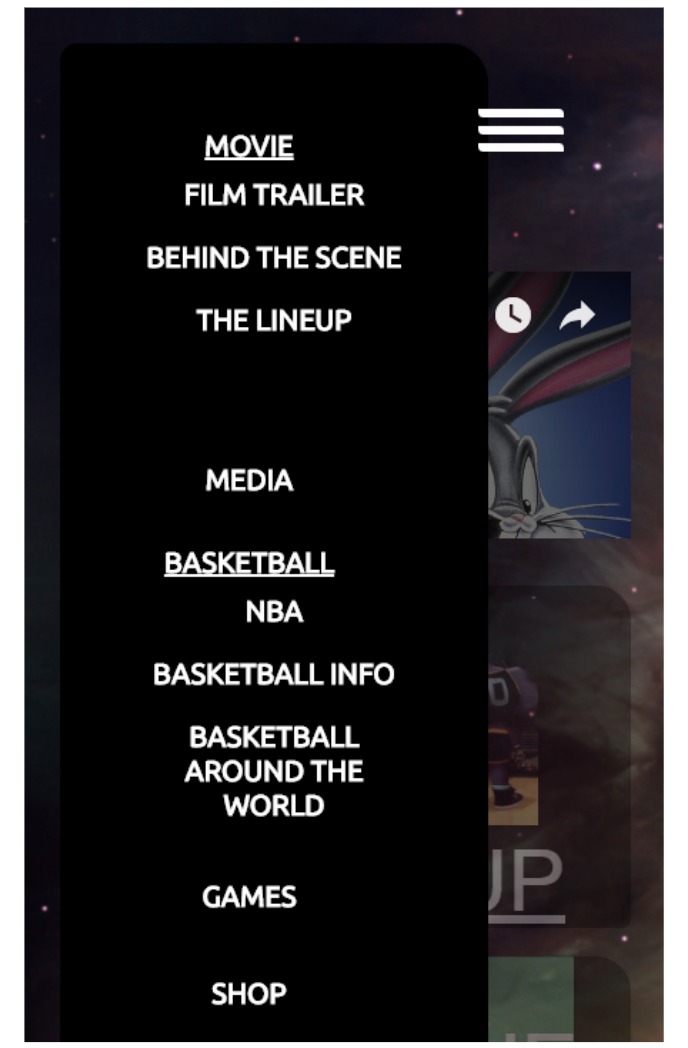 MOVIE
FILM TRAILER
BEHIND THE SCENE
THE LINEUP
MEDIA
BASKETBALL
NBA
BASKETBALL INFO
BASKETBALL
AROUND THE
WORLD
UP
GAMES
SHOP